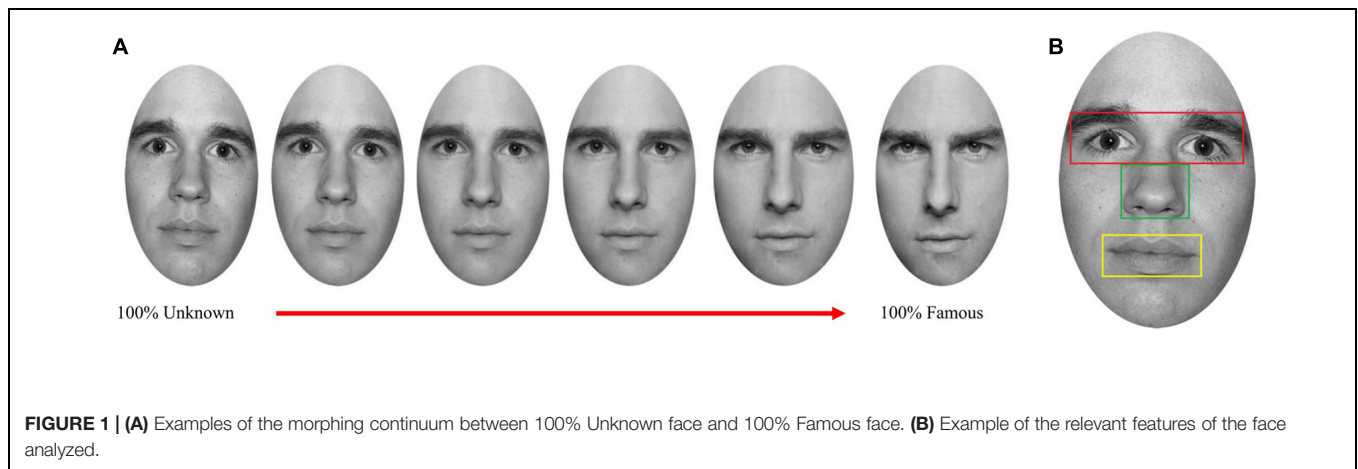 A
B
100% Unknown
100% Famous
FIGURE 1 | (A) Examples of the morphing continuum between 100% Unknown face and 100% Famous face. (B) Example of the relevant features of the face
analyzed.